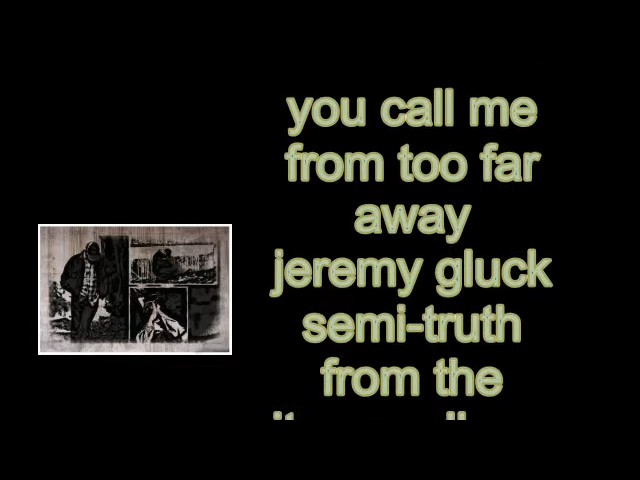 you call me
from too far
away
jeremy gluck
semi-truth
from the